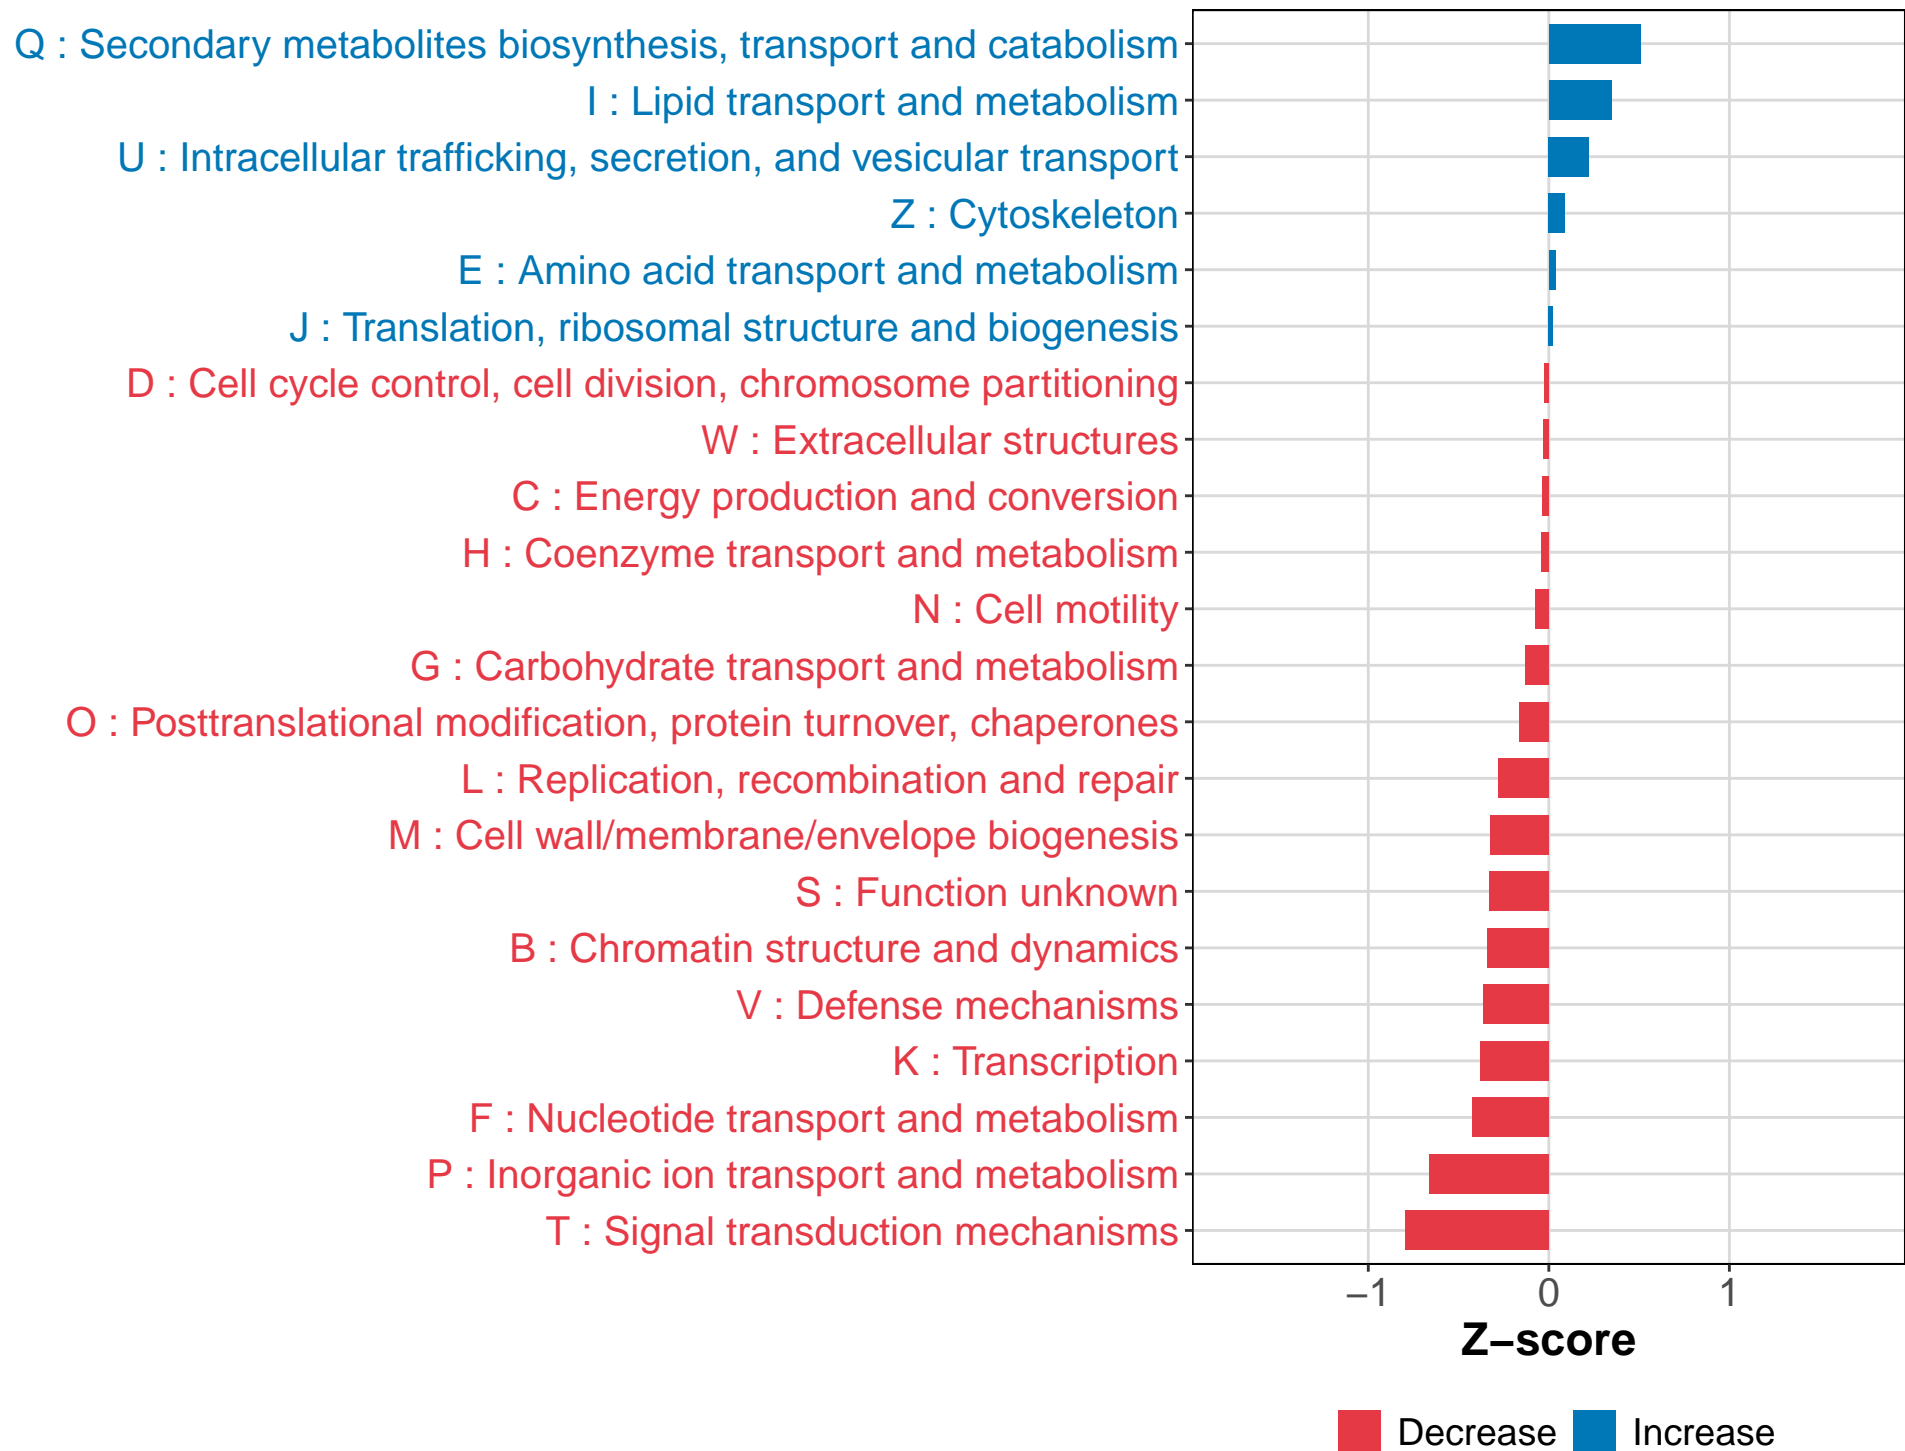 Q : Secondary metabolites biosynthesis, transport and catabolism
I : Lipid transport and metabolism
U : Intracellular trafficking, secretion, and vesicular transport
Z : Cytoskeleton
E : Amino acid transport and metabolism
J : Translation, ribosomal structure and biogenesis
D : Cell cycle control, cell division, chromosome partitioning
W : Extracellular structures
C : Energy production and conversion
H : Coenzyme transport and metabolism
N : Cell motility
G : Carbohydrate transport and metabolism
O : Posttranslational modification, protein turnover, chaperones
L : Replication, recombination and repair
M : Cell wall/membrane/envelope biogenesis
S : Function unknown
B : Chromatin structure and dynamics
V : Defense mechanisms
K : Transcription
F : Nucleotide transport and metabolism
P : Inorganic ion transport and metabolism
T : Signal transduction mechanisms
−1 0 1
Z−score
Decrease Increase